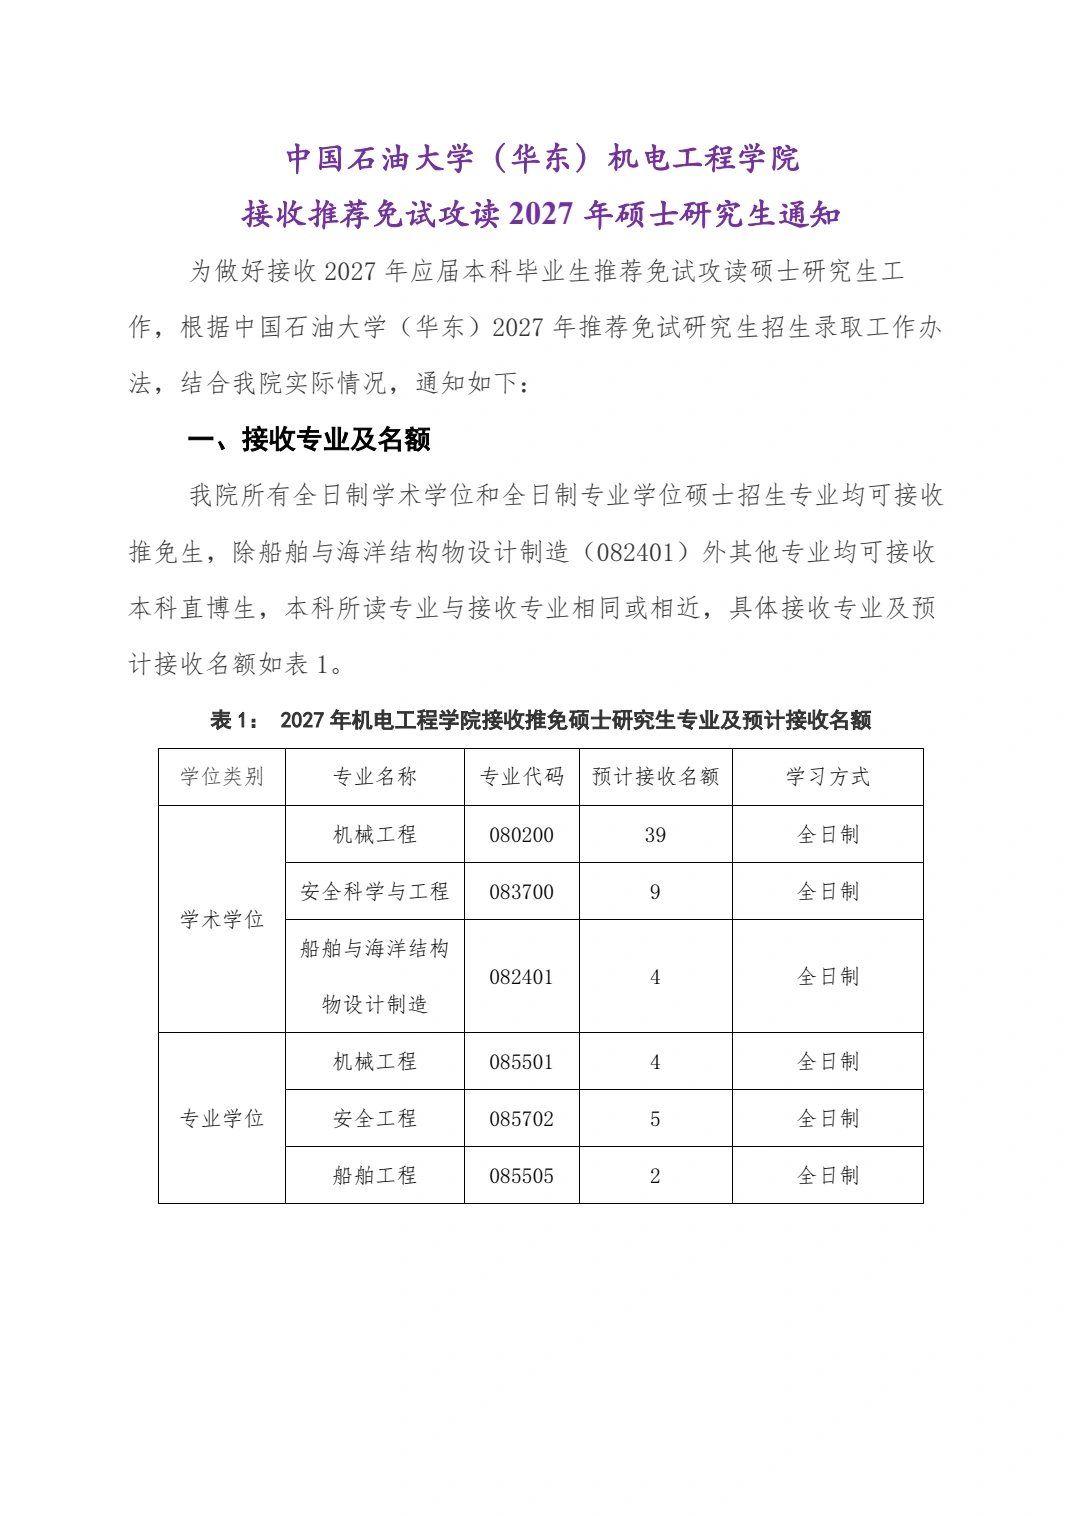 中国石油大学（华东）机电工程学院
接收推荐免试攻读 2027 年硕士研究生通知
为做好接收 2027 年应届本科毕业生推荐免试攻读硕士研究生工
作，根据中国石油大学（华东）2027 年推荐免试研究生招生录取工作办
法，结合我院实际情况，通知如下：
一、接收专业及名额
我院所有全日制学术学位和全日制专业学位硕士招生专业均可接收
推免生，除船舶与海洋结构物设计制造（082401）外其他专业均可接收
本科直博生，本科所读专业与接收专业相同或相近，具体接收专业及预
计接收名额如表 1。
表 1： 2027 年机电工程学院接收推免硕士研究生专业及预计接收名额
学位类别 专业名称 专业代码 预计接收名额 学习方式
学术学位
机械工程 080200 39 全日制
安全科学与工程 083700 9 全日制
船舶与海洋结构
物设计制造 082401 4 全日制
专业学位
机械工程 085501 4 全日制
安全工程 085702 5 全日制
船舶工程 085505 2 全日制